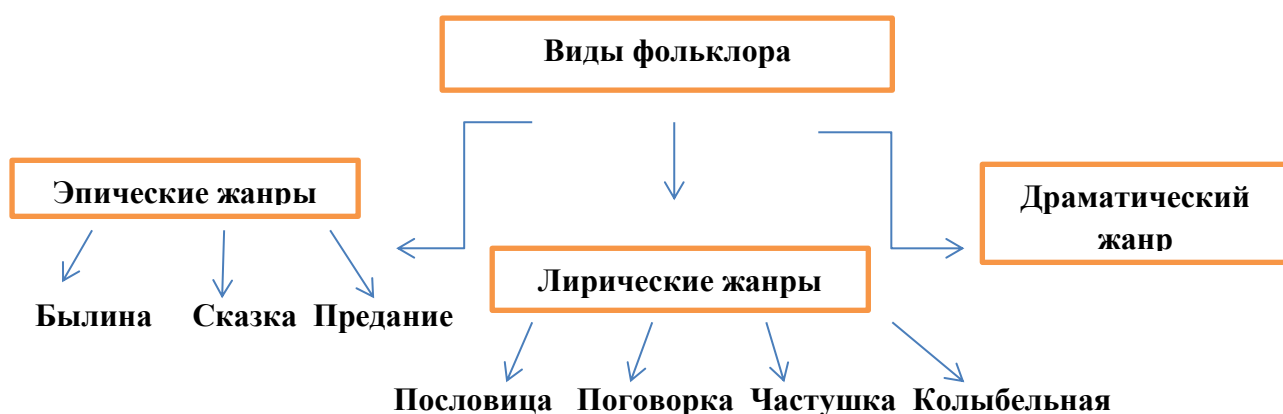 Виды фольклора
Эпические жанры
Драматический
жанр
Лирические жанры
Былина Сказка Предание
Пословица Поговорка Частушка Колыбельная